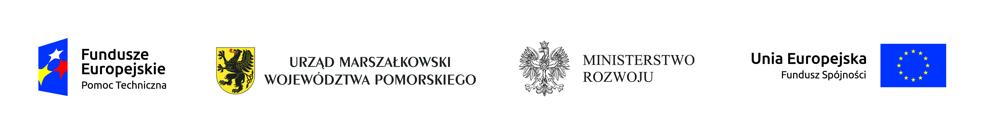 Fundusze
Europejskie
Pomoc Techniczna
URZĄD MARSZAŁKOWSKI
WOJEWÓDZTWA POMORSKIEGO
MINISTERSTWO
ROZWOJU
Unia Europejska
Fundusz Spójności